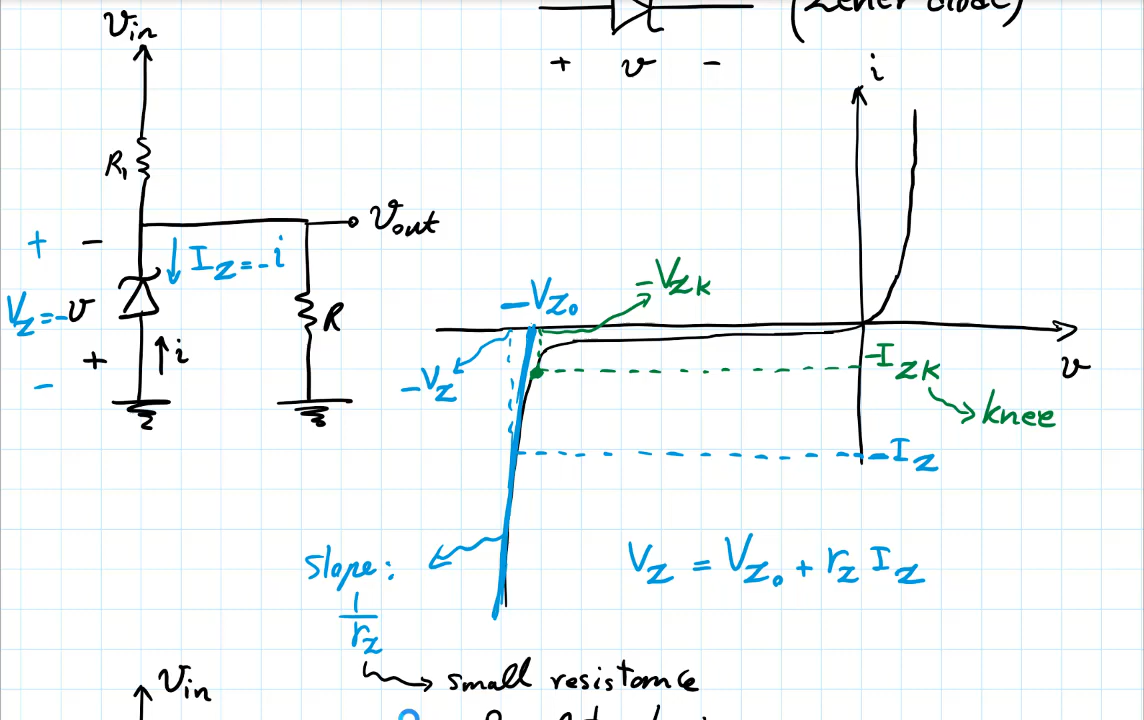 (Zener diode)
+ v -
Vin
i
R1
Vout
+ -
Iz = -i
-VZK
-VZ0
Vz = -v
R
i
+
-
-Vz
-IZK
v
knee
-Iz
slope:
1/rz
Vz = VZ0 + rz Iz
small resistance
Vin